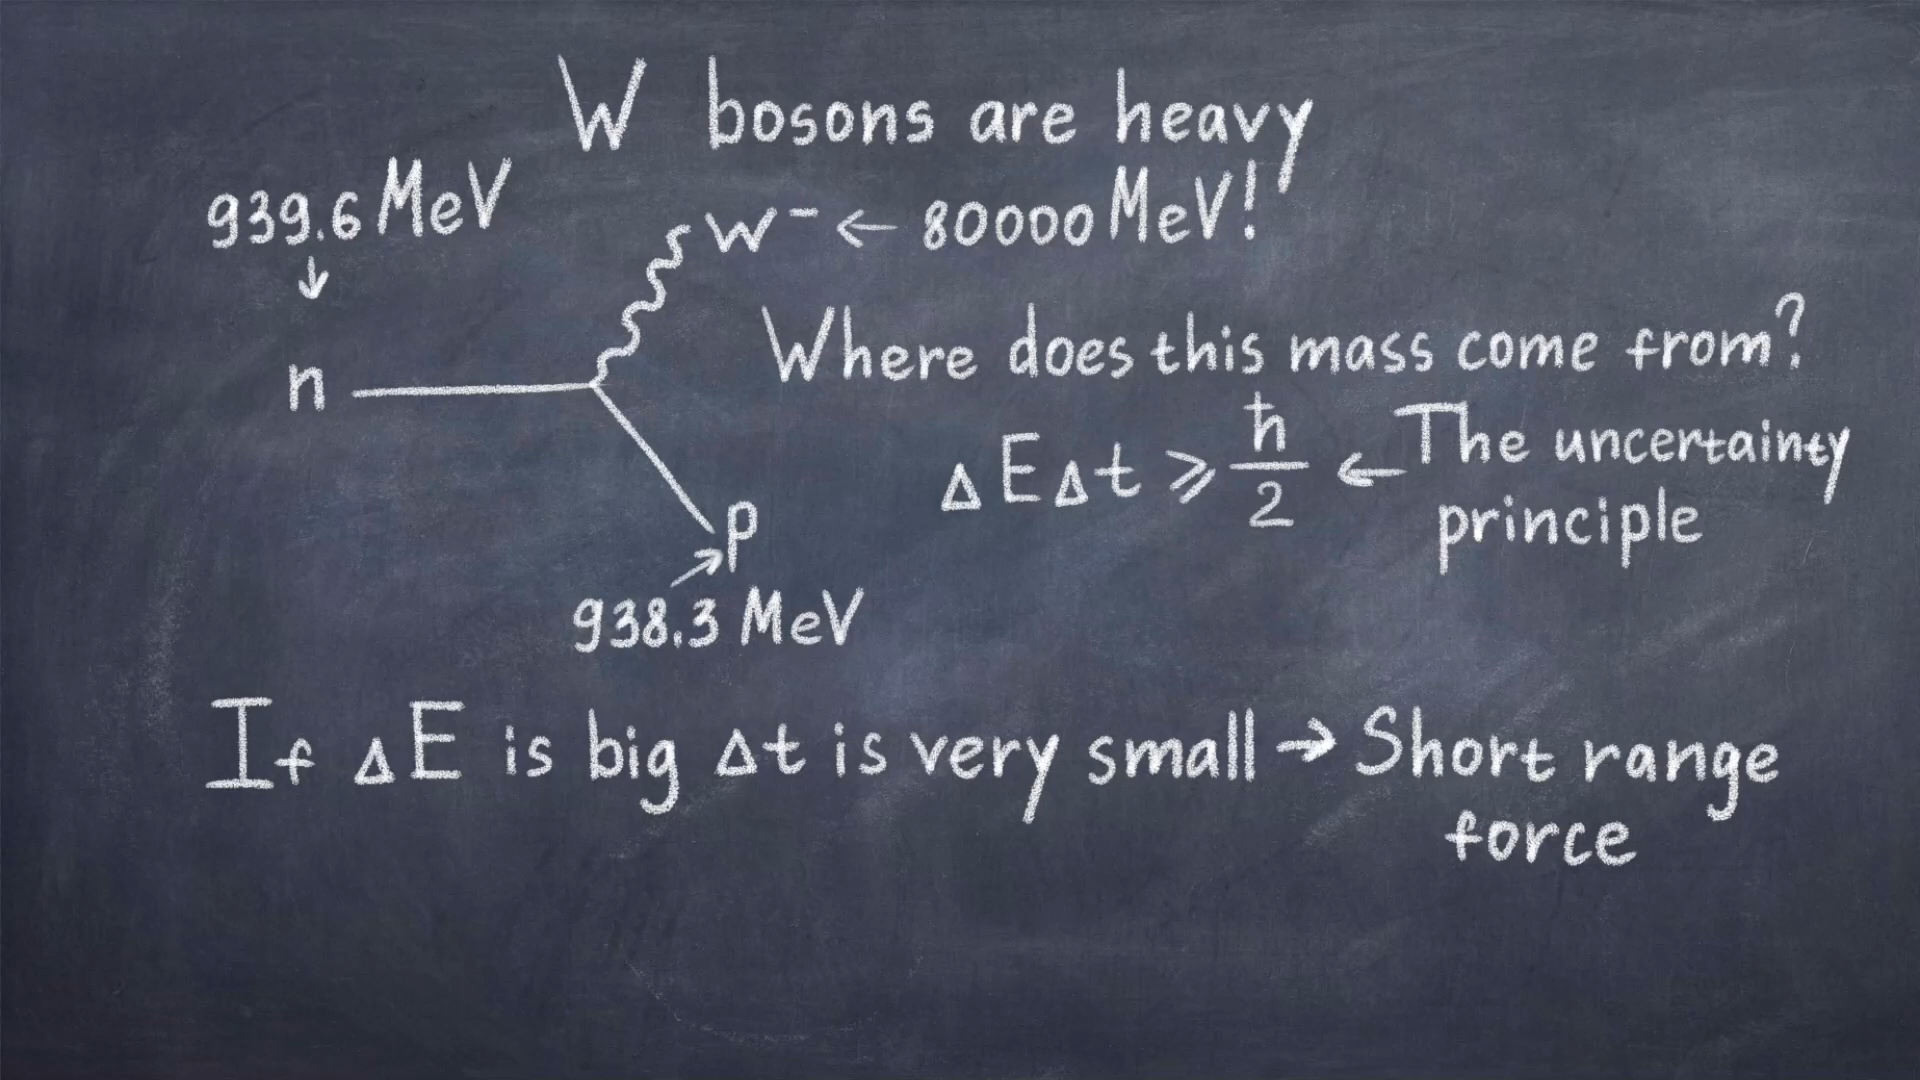 W bosons are heavy
939.6 MeV
W⁻ ← 80000 MeV!
↓
Where does this mass come from?
n
ΔEΔt ⩾ ħ/2 ← The uncertainty
principle
p
938.3 MeV
If ΔE is big Δt is very small → Short range
force